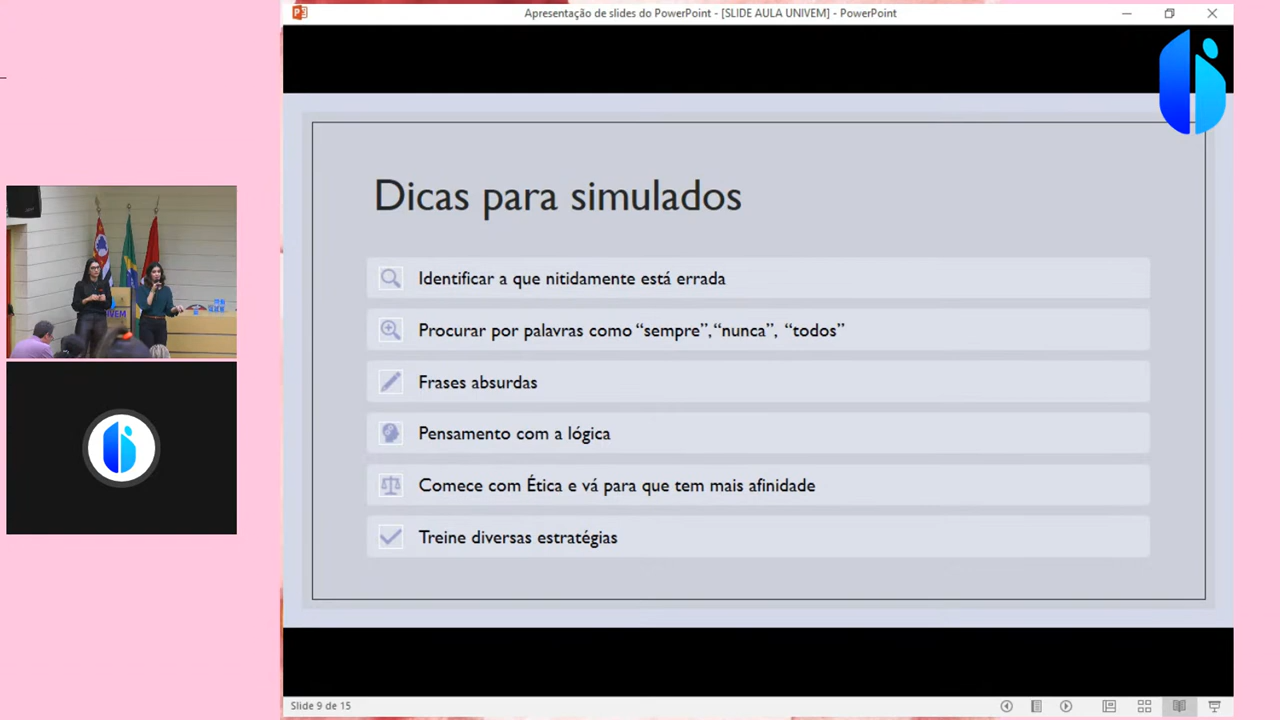 Apresentação de slides do PowerPoint - [SLIDE AULA UNIVEM] - PowerPoint
Dicas para simulados
Identificar a que nitidamente está errada
Procurar por palavras como “sempre”,“nunca”, “todos”
Frases absurdas
Pensamento com a lógica
Comece com Ética e vá para que tem mais afinidade
Treine diversas estratégias
Slide 9 de 15